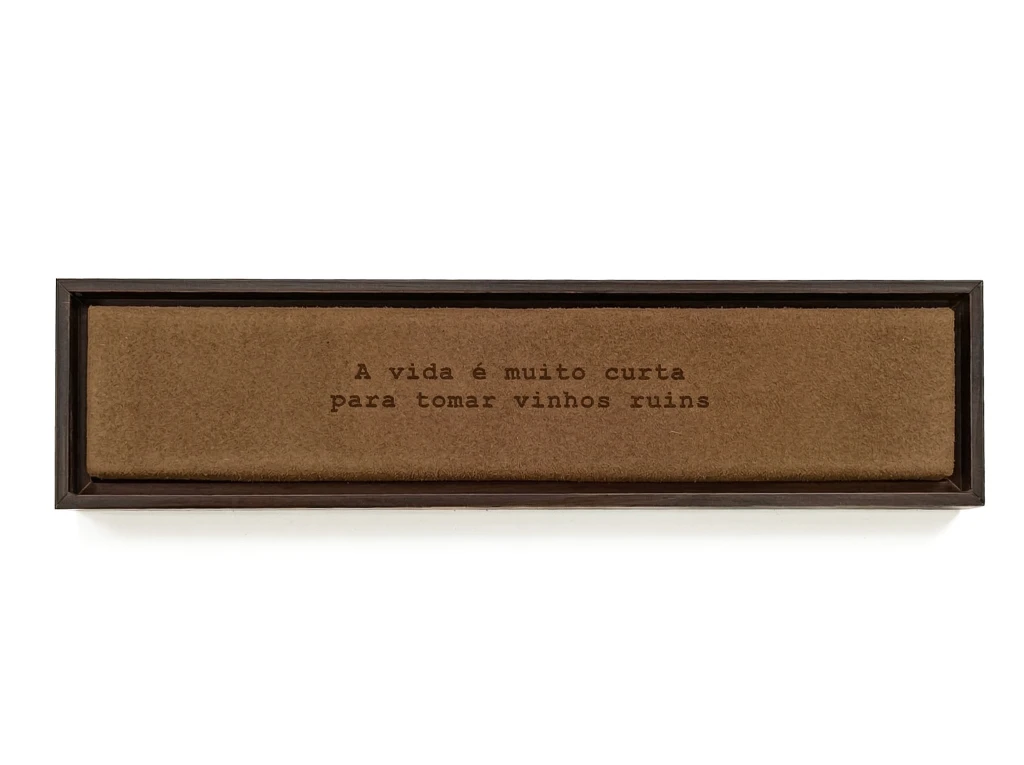 A vida é muito curta
para tomar vinhos ruins